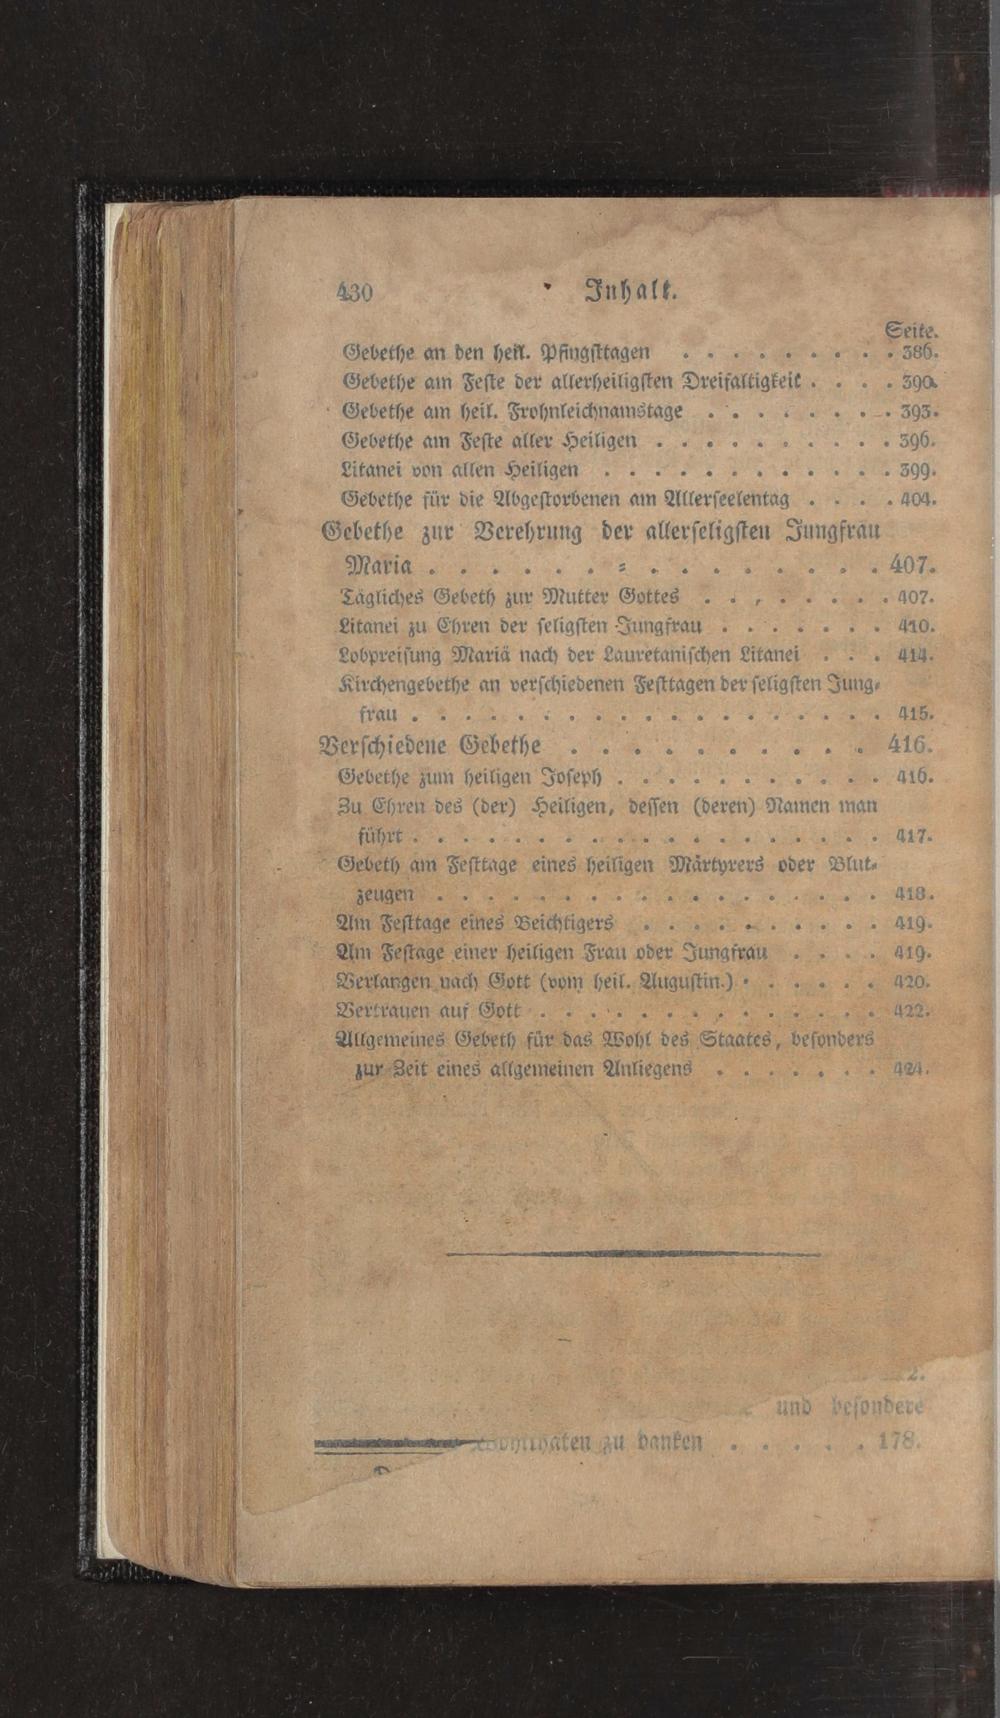 430 Inhalt.
Seite.
Gebethe an den heil. Pfingsttagen . . . . . . . . . 386.
Gebethe am Feste der allerheiligsten Dreifaltigkeit . . . . 390.
Gebethe am heil. Frohnleichnamstage . . . . . . . . 393.
Gebethe am Feste aller Heiligen . . . . . . . . . . 396.
Litanei von allen Heiligen . . . . . . . . . . . . 399.
Gebethe für die Abgestorbenen am Allerseelentag . . . . 404.
Gebethe zur Verehrung der allerseligsten Jungfrau
Maria . . . . . . . . . . . . . . . . 407.
Tägliches Gebeth zur Mutter Gottes . . . . . . . . 407.
Litanei zu Ehren der seligsten Jungfrau . . . . . . . 410.
Lobpreisung Mariä nach der Lauretanischen Litanei . . . 414.
Kirchengebethe an verschiedenen Festtagen der seligsten Jung-
frau . . . . . . . . . . . . . . . . . . . 415.
Verschiedene Gebethe . . . . . . . . . . . 416.
Gebethe zum heiligen Joseph . . . . . . . . . . . 416.
Zu Ehren des (der) Heiligen, dessen (deren) Namen man
führt . . . . . . . . . . . . . . . . . . . 417.
Gebeth am Festtage eines heiligen Märtyrers oder Blut-
zeugen . . . . . . . . . . . . . . . . . . 418.
Am Festtage eines Beichtigers . . . . . . . . . . 419.
Am Festage einer heiligen Frau oder Jungfrau . . . . 419.
Verlangen nach Gott (vom heil. Augustin.) . . . . . . 420.
Vertrauen auf Gott . . . . . . . . . . . . . 422.
Allgemeines Gebeth für das Wohl des Staates, besonders
zur Zeit eines allgemeinen Anliegens . . . . . . . 424.
2.
und besondere
Wohlthaten zu danken . . . . . 178.